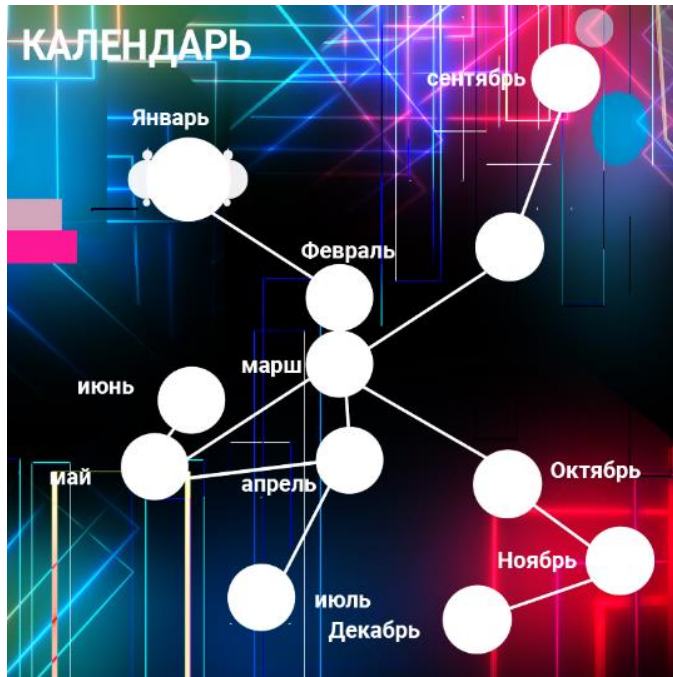 КАЛЕНДАРЬ
сентябрь
Январь
Февраль
марш
июнь
май
апрель
Октябрь
Ноябрь
июль
Декабрь